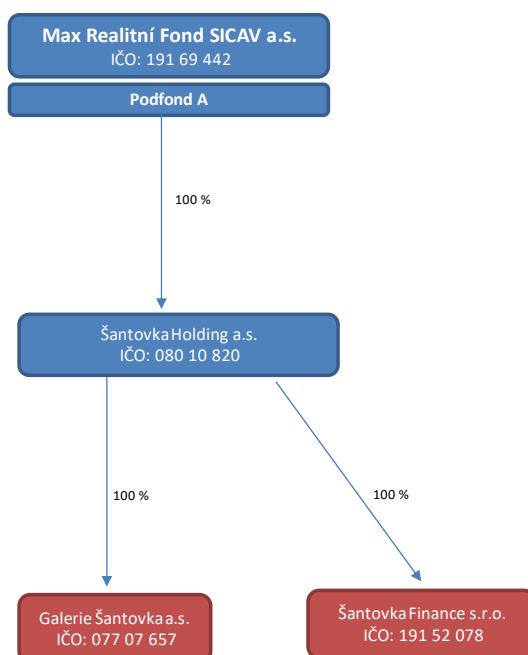 Max Realitní Fond SICAV a.s.
IČO: 191 69 442
Podfond A
100 %
Šantovka Holding a.s.
IČO: 080 10 820
100 %
100 %
Galerie Šantovka a.s.
IČO: 077 07 657
Šantovka Finance s.r.o.
IČO: 191 52 078